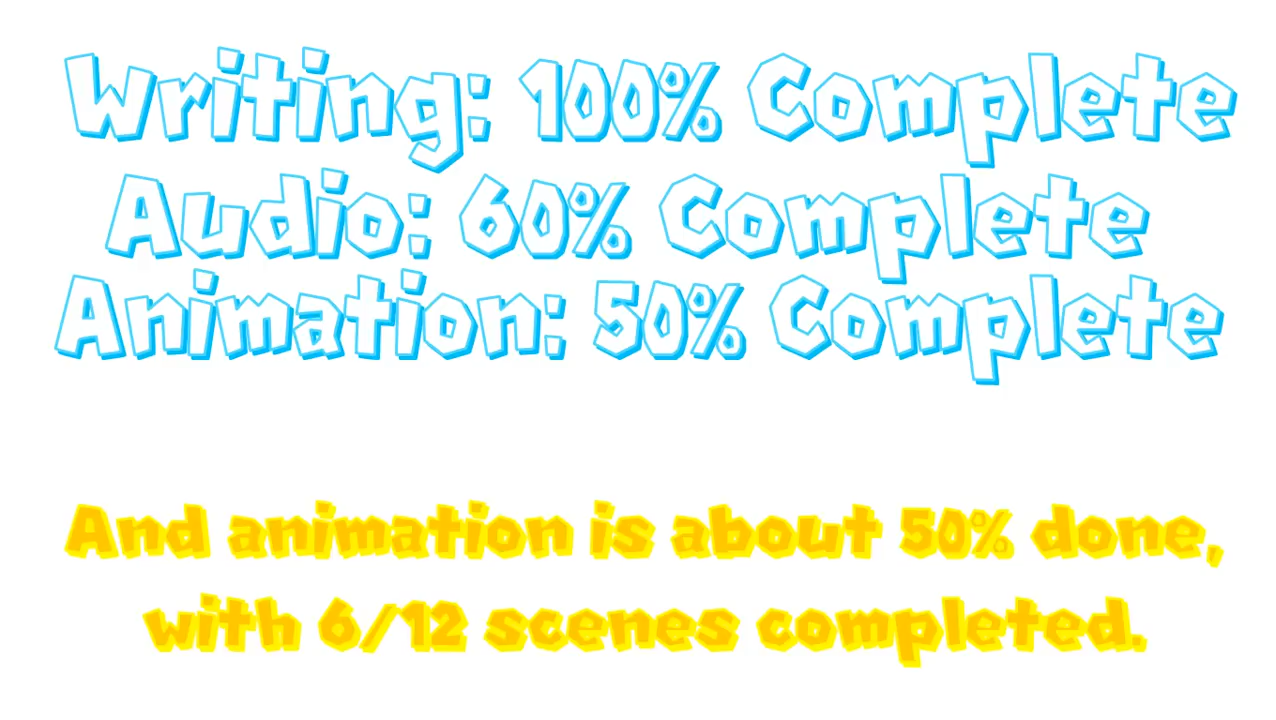 Writing: 100% Complete
Audio: 60% Complete
Animation: 50% Complete
And animation is about 50% done,
with 6/12 scenes completed.